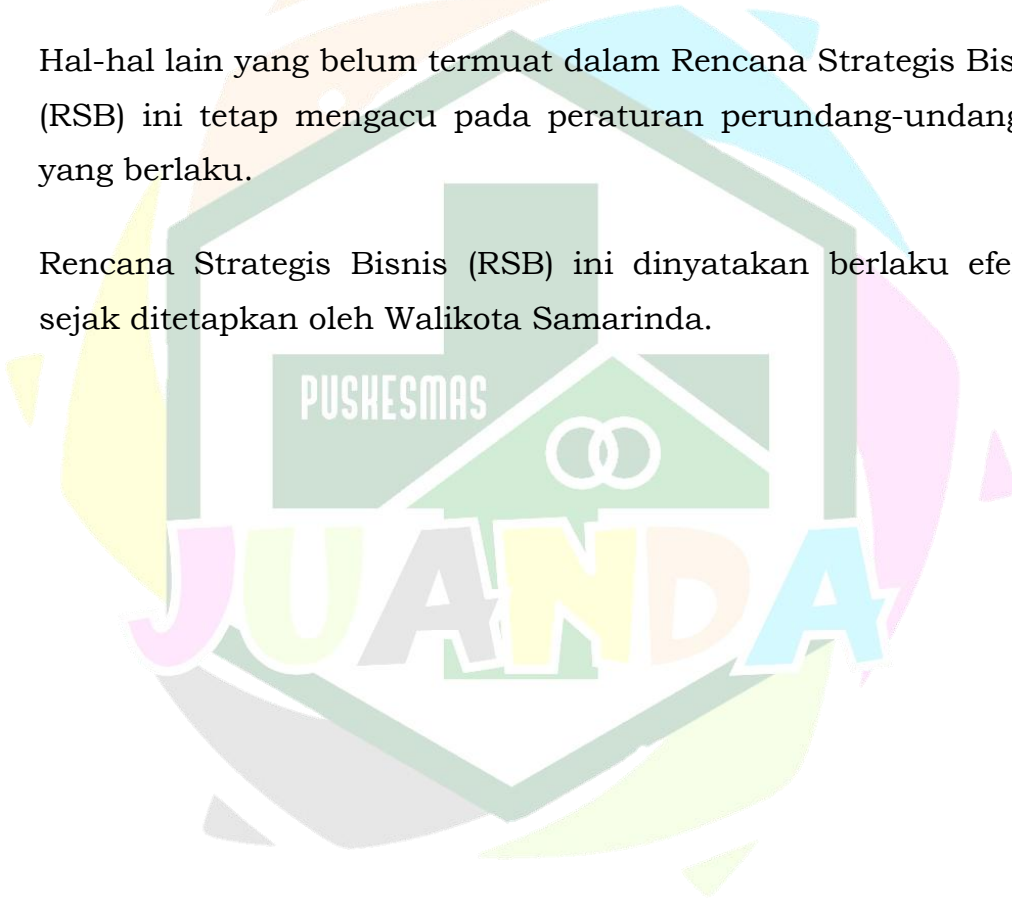 Hal-hal lain yang belum termuat dalam Rencana Strategis Bis
(RSB) ini tetap mengacu pada peraturan perundang-undang
yang berlaku.
Rencana Strategis Bisnis (RSB) ini dinyatakan berlaku efe
sejak ditetapkan oleh Walikota Samarinda.
PUSKESMAS
JUANDA